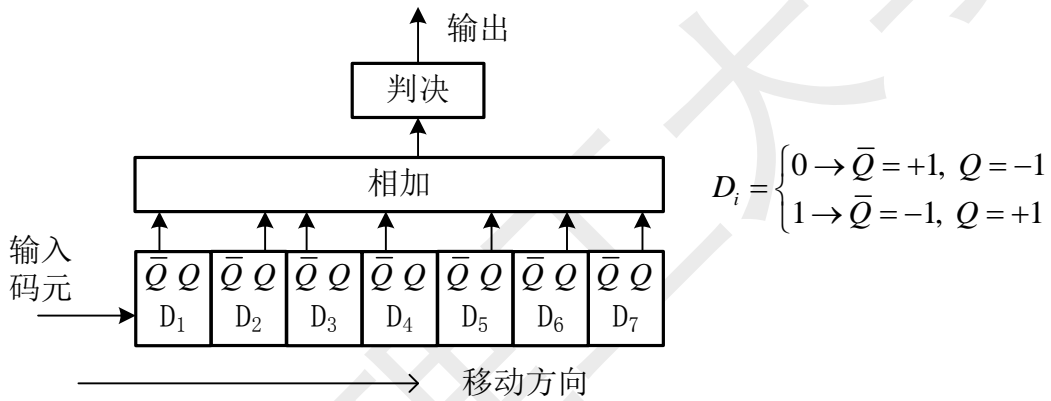 输出
判决
相加
输入
码元
Q̄ Q Q̄ Q Q̄ Q Q̄ Q Q̄ Q Q̄ Q Q̄ Q
D₁ D₂ D₃ D₄ D₅ D₆ D₇
移动方向
Dᵢ = { 0 → Q̄ = +1, Q = −1
1 → Q̄ = −1, Q = +1